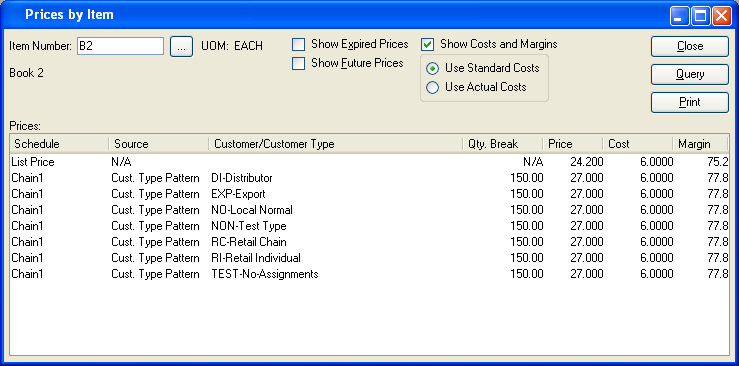 Prices by Item
Item Number: B2 ... UOM: EACH
Book 2
Show Expired Prices
Show Future Prices
Show Costs and Margins
Use Standard Costs
Use Actual Costs
Close
Query
Print
Prices:
Schedule Source Customer/Customer Type Qty. Break Price Cost Margin
List Price N/A N/A 24.200 6.0000 75.2
Chain1 Cust. Type Pattern DI-Distributor 150.00 27.000 6.0000 77.8
Chain1 Cust. Type Pattern EXP-Export 150.00 27.000 6.0000 77.8
Chain1 Cust. Type Pattern NO-Local Normal 150.00 27.000 6.0000 77.8
Chain1 Cust. Type Pattern NON-Test Type 150.00 27.000 6.0000 77.8
Chain1 Cust. Type Pattern RC-Retail Chain 150.00 27.000 6.0000 77.8
Chain1 Cust. Type Pattern RI-Retail Individual 150.00 27.000 6.0000 77.8
Chain1 Cust. Type Pattern TEST-No-Assignments 150.00 27.000 6.0000 77.8